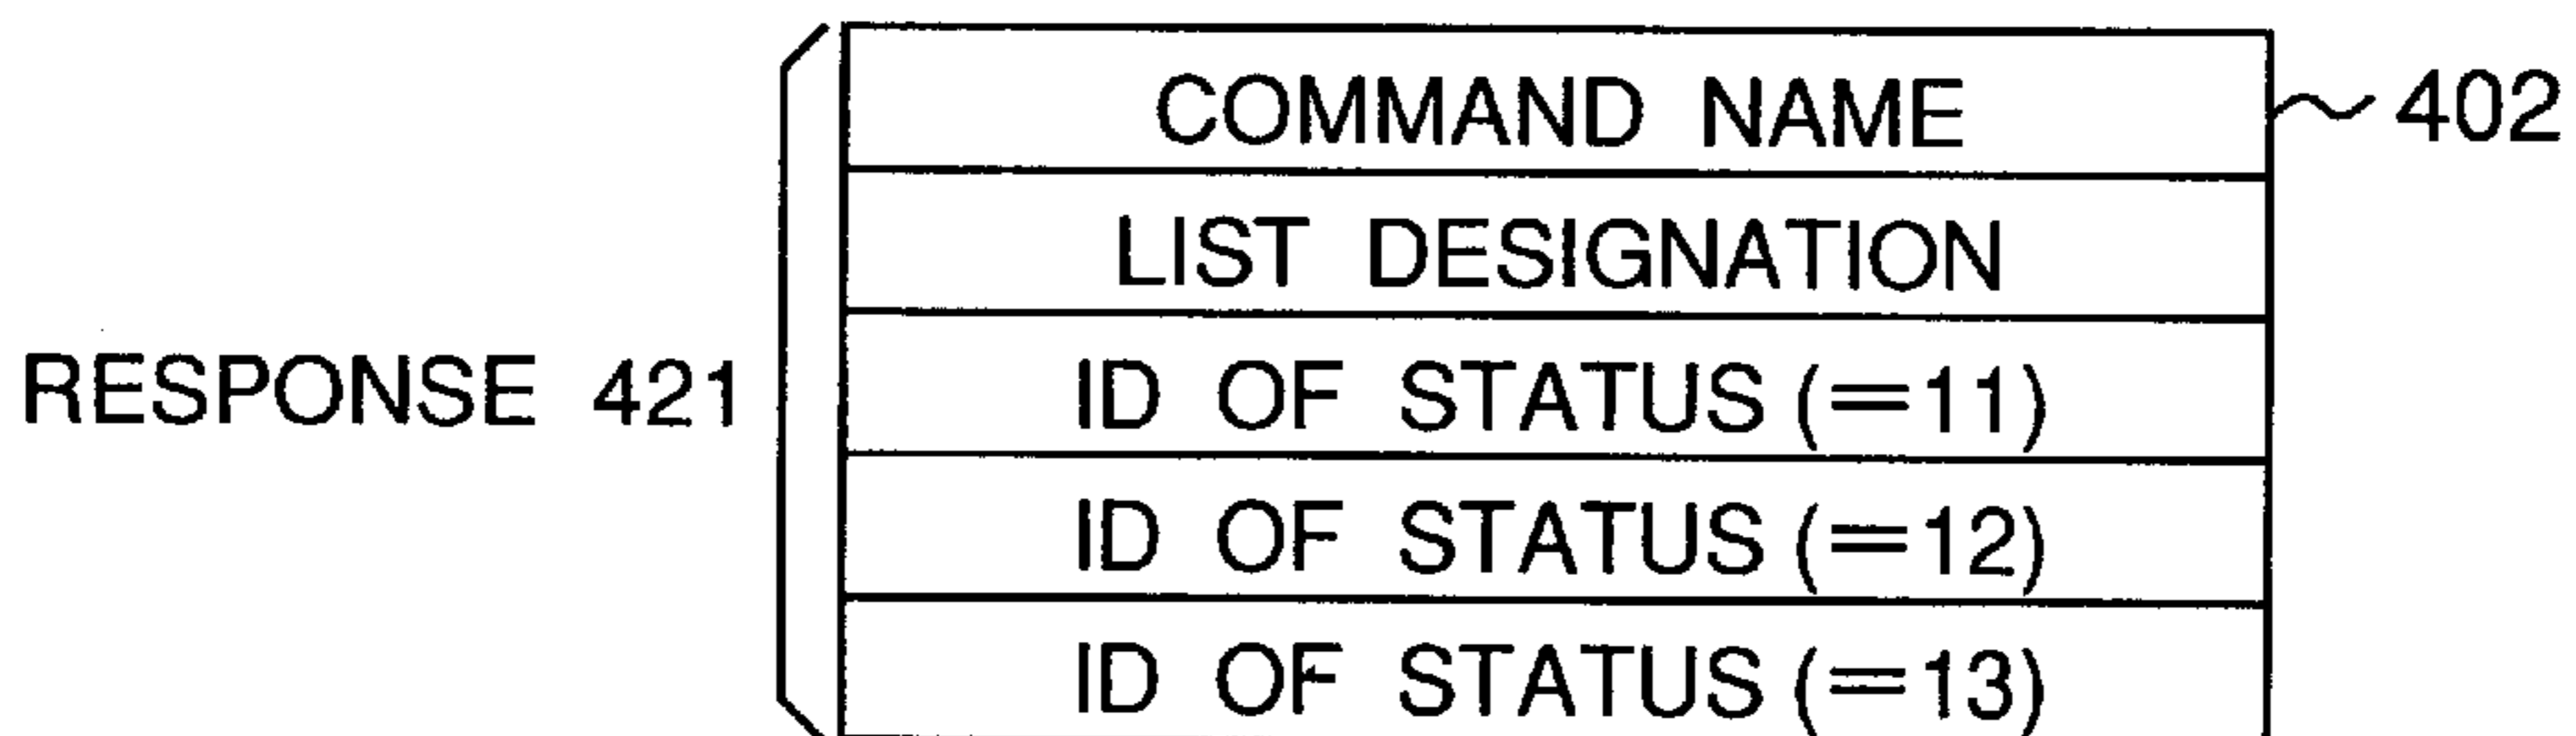 COMMAND NAME 402
LIST DESIGNATION
RESPONSE 421 ID OF STATUS (=11)
ID OF STATUS (=12)
ID OF STATUS (=13)